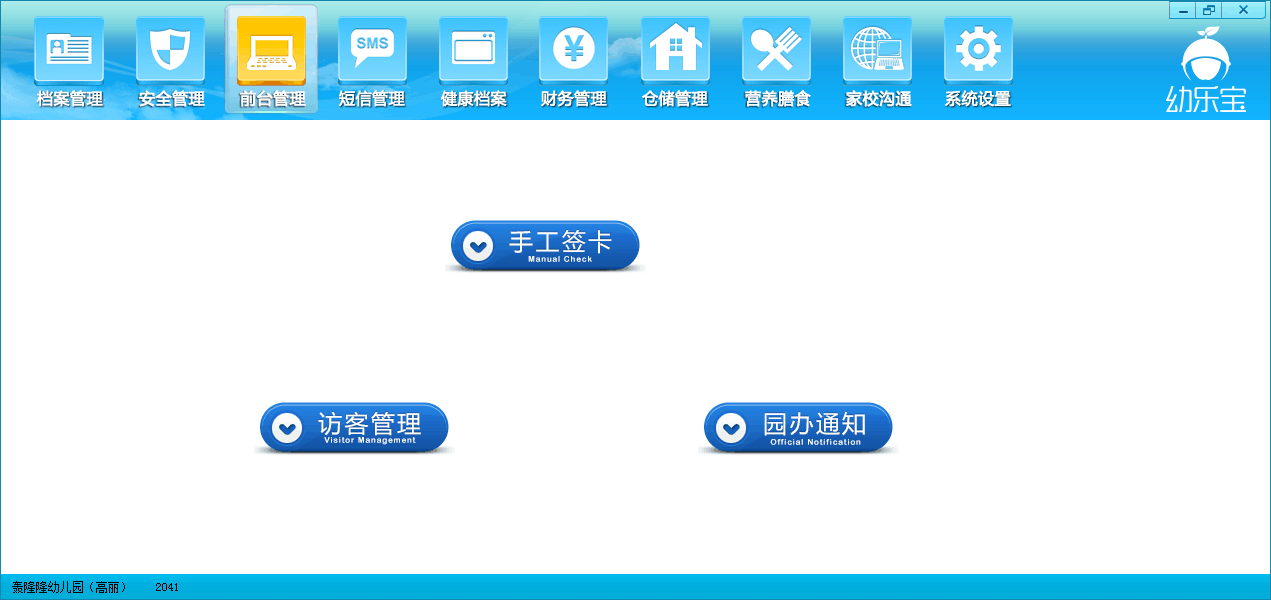 SMS
档案管理
安全管理
前台管理
短信管理
健康档案
财务管理
仓储管理
营养膳食
家校沟通
系统设置
幼乐宝
手工签卡
Manual Check
访客管理
Visitor Management
园办通知
Official Notification
轰隆隆幼儿园（高丽） 2041